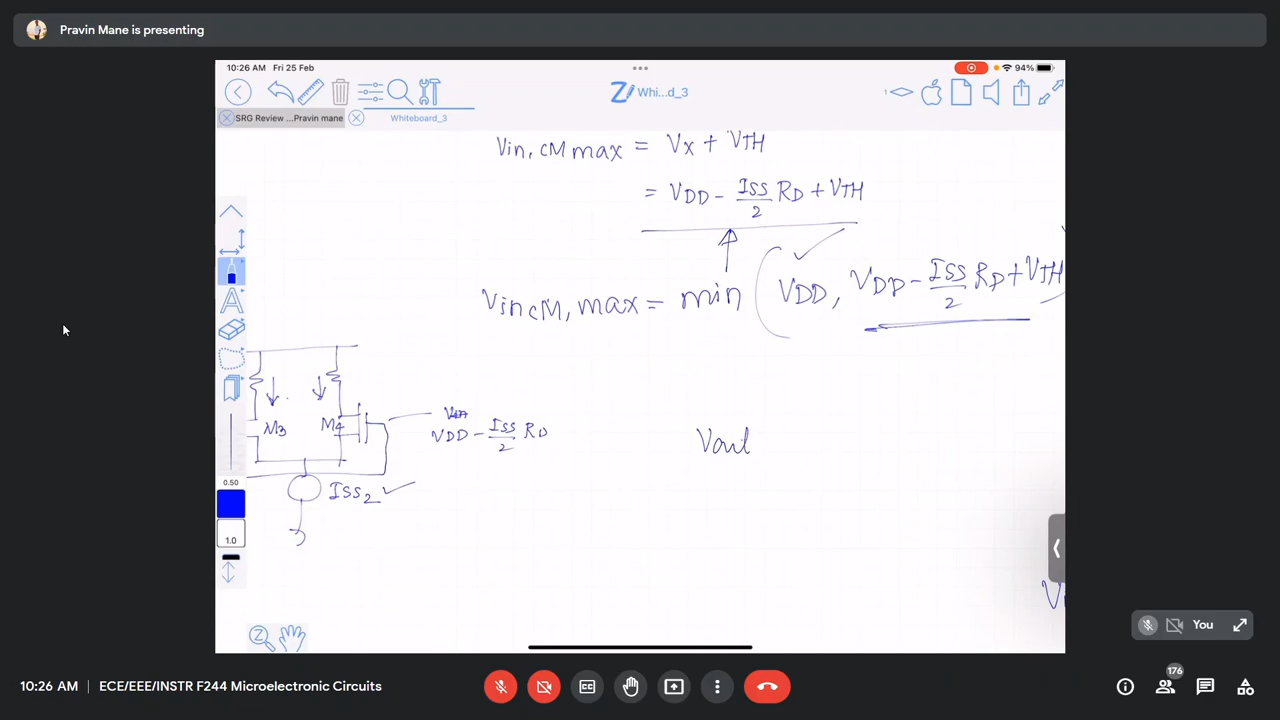 Pravin Mane is presenting
10:26 AM Fri 25 Feb
94%
Whi...d_3
SRG Review ...Pravin mane
Whiteboard_3
Vin,CM max = VX + VTH
= VDD - ISS/2 RD + VTH
VinCM, max = min ( VDD, VDD - ISS/2 RD + VTH
M3
M4
VDD - ISS/2 RD
Vout
ISS2
0.50
1.0
You
10:26 AM | ECE/EEE/INSTR F244 Microelectronic Circuits
176